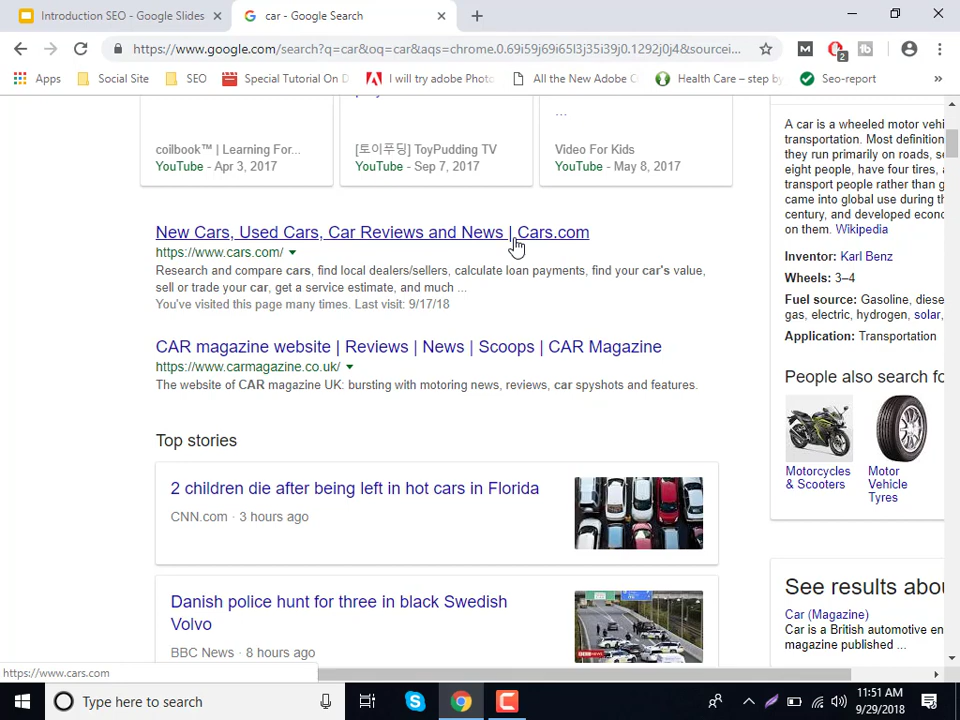 Introduction SEO - Google Slides
car - Google Search
https://www.google.com/search?q=car&oq=car&aqs=chrome.0.69i59j69i65l3j35i39j0.1292j0j4&sourcei...
Apps
Social Site
SEO
Special Tutorial On D
I will try adobe Photo
All the New Adobe
Health Care – step by
Seo-report
»
2
...
coilbook™ | Learning For...
YouTube - Apr 3, 2017
[토이푸딩] ToyPudding TV
YouTube - Sep 7, 2017
Video For Kids
YouTube - May 8, 2017
New Cars, Used Cars, Car Reviews and News | Cars.com
https://www.cars.com/
Research and compare cars, find local dealers/sellers, calculate loan payments, find your car's value,
sell or trade your car, get a service estimate, and much ...
You've visited this page many times. Last visit: 9/17/18
CAR magazine website | Reviews | News | Scoops | CAR Magazine
https://www.carmagazine.co.uk/
The website of CAR magazine UK: bursting with motoring news, reviews, car spyshots and features.
Top stories
2 children die after being left in hot cars in Florida
CNN.com · 3 hours ago
Danish police hunt for three in black Swedish
Volvo
BBC News · 8 hours ago
A car is a wheeled motor vehi
transportation. Most definition
they run primarily on roads, se
eight people, have four tires, a
transport people rather than g
came into global use during th
century, and developed econo
on them. Wikipedia
Inventor: Karl Benz
Wheels: 3–4
Fuel source: Gasoline, diese
gas, electric, hydrogen, solar,
Application: Transportation
People also search fo
Motorcycles
& Scooters
Motor
Vehicle
Tyres
See results abou
Car (Magazine)
Car is a British automotive en
magazine published ...
https://www.cars.com
Type here to search
11:51 AM
9/29/2018